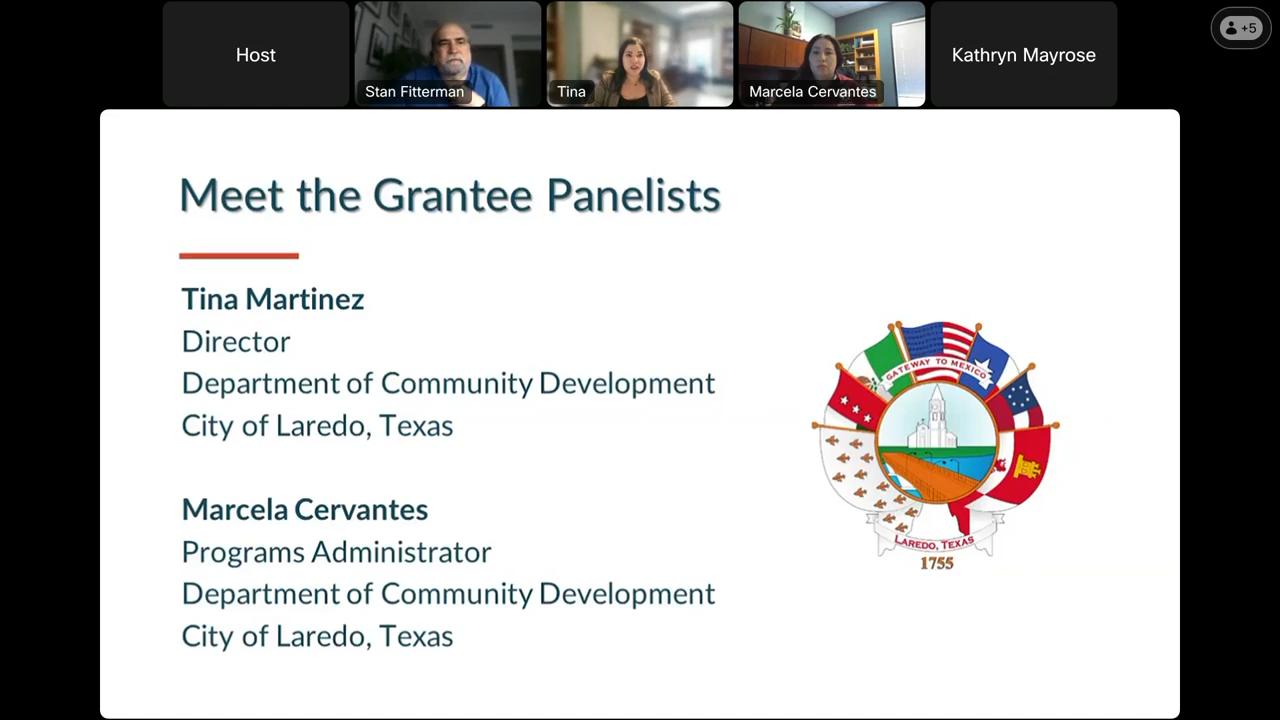 Host
Stan Fitterman
Tina
Marcela Cervantes
Kathryn Mayrose
+5
Meet the Grantee Panelists
Tina Martinez
Director
Department of Community Development
City of Laredo, Texas
Marcela Cervantes
Programs Administrator
Department of Community Development
City of Laredo, Texas
GATEWAY TO MEXICO
LAREDO, TEXAS
1755